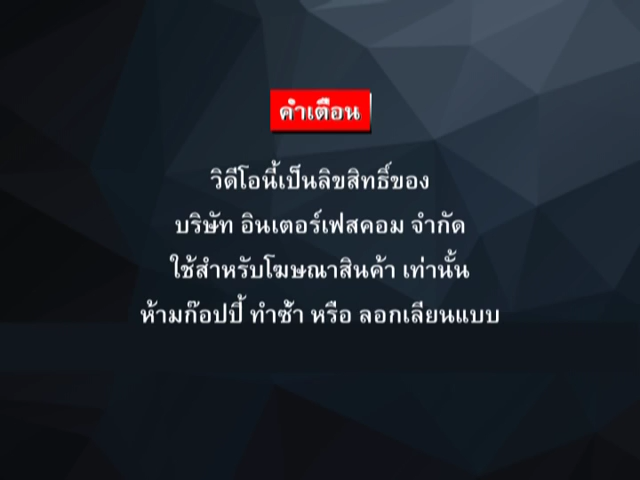 คำเตือน
วิดีโอนี้เป็นลิขสิทธิ์ของ
บริษัท อินเตอร์เฟสคอม จำกัด
ใช้สำหรับโฆษณาสินค้า เท่านั้น
ห้ามก๊อปปี้ ทำซ้ำ หรือ ลอกเลียนแบบ